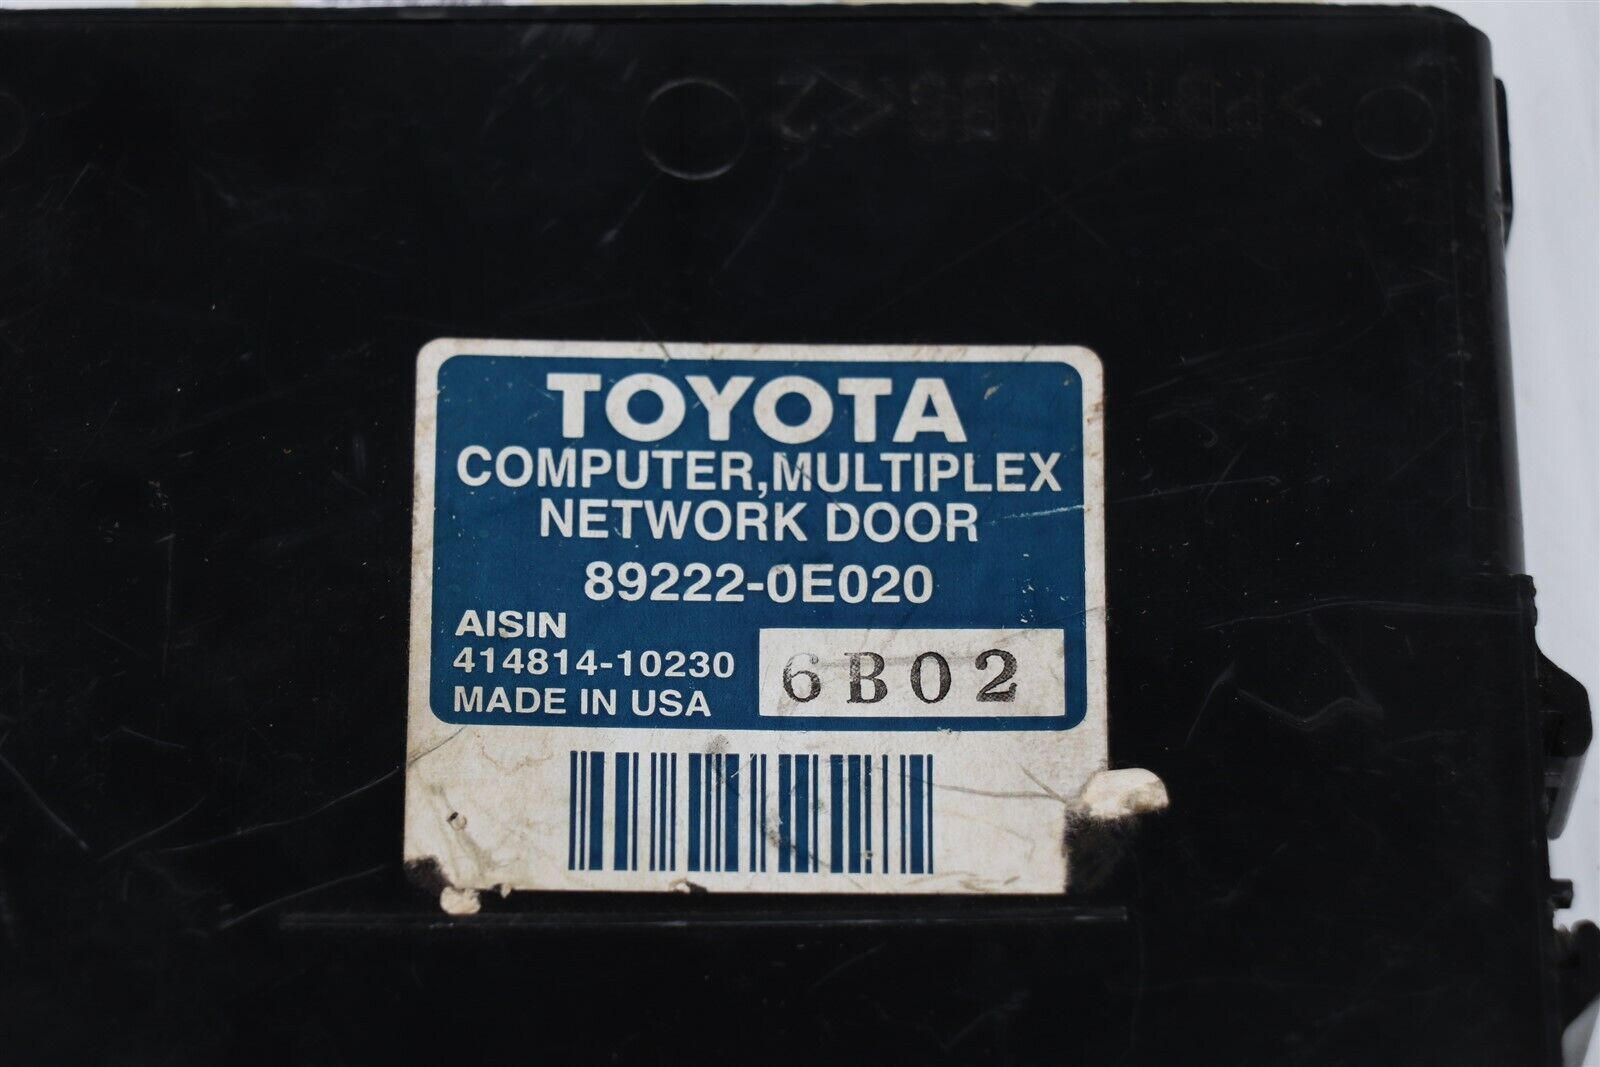 TOYOTA
COMPUTER,MULTIPLEX
NETWORK DOOR
89222-0E020
AISIN
414814-10230
MADE IN USA
6B02